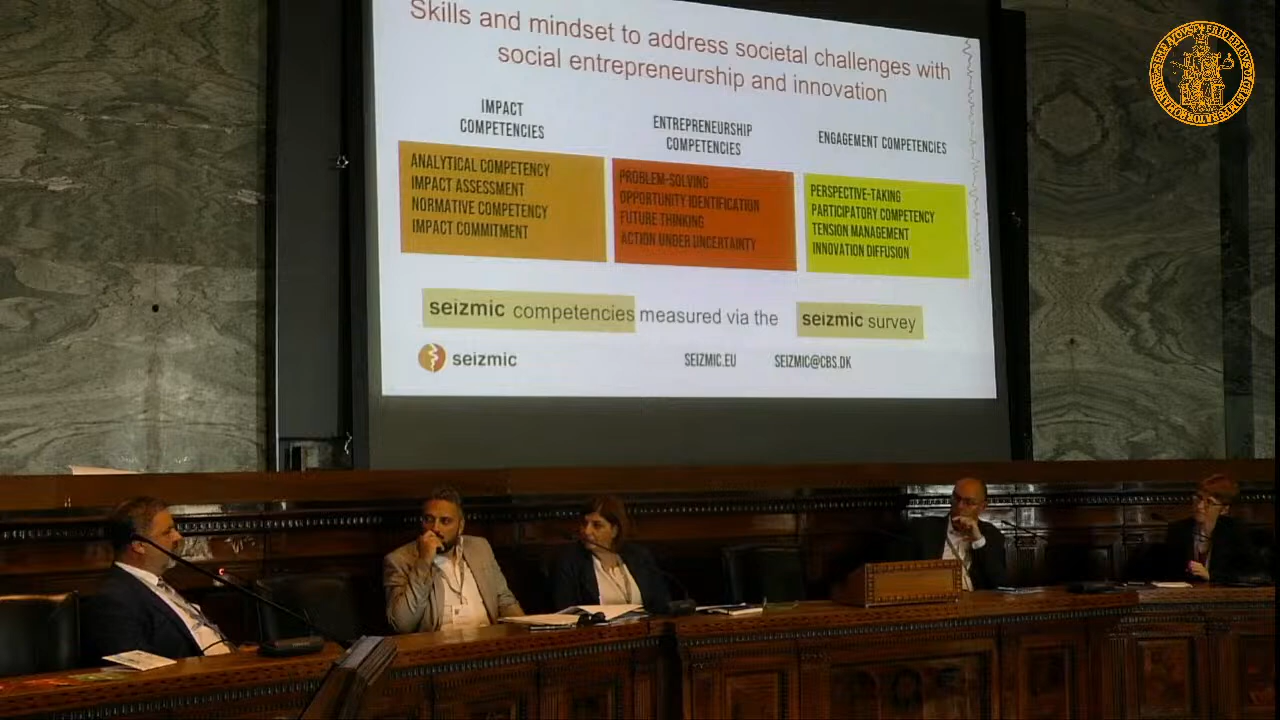 Skills and mindset to address societal challenges with
social entrepreneurship and innovation
IMPACT
COMPETENCIES
ANALYTICAL COMPETENCY
IMPACT ASSESSMENT
NORMATIVE COMPETENCY
IMPACT COMMITMENT
ENTREPRENEURSHIP
COMPETENCIES
PROBLEM-SOLVING
OPPORTUNITY IDENTIFICATION
FUTURE THINKING
ACTION UNDER UNCERTAINTY
ENGAGEMENT COMPETENCIES
PERSPECTIVE-TAKING
PARTICIPATORY COMPETENCY
TENSION MANAGEMENT
INNOVATION DIFFUSION
seizmic competencies measured via the seizmic survey
seizmic
SEIZMIC.EU
SEIZMIC@CBS.DK